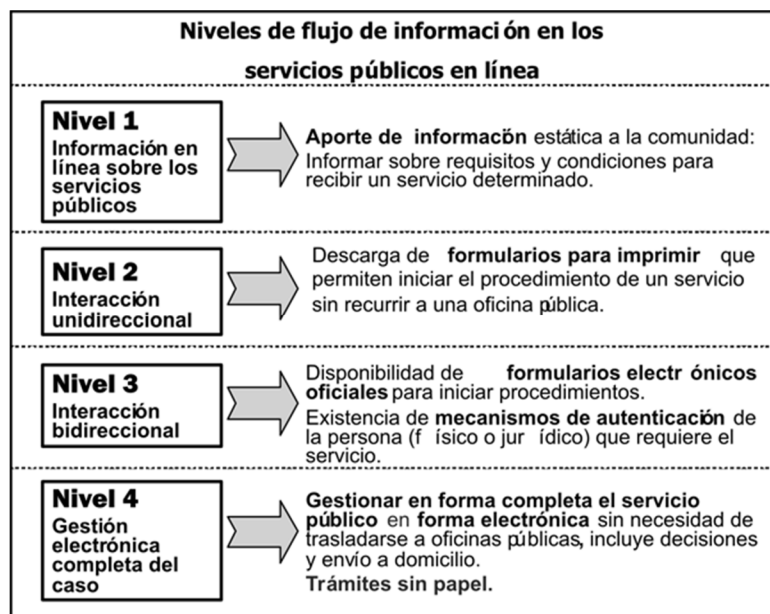 Niveles de flujo de información en los
servicios públicos en línea
Nivel 1
Información en
línea sobre los
servicios
públicos
Aporte de información estática a la comunidad:
Informar sobre requisitos y condiciones para
recibir un servicio determinado.
Nivel 2
Interacción
unidireccional
Descarga de formularios para imprimir que
permiten iniciar el procedimiento de un servicio
sin recurrir a una oficina pública.
Nivel 3
Interacción
bidireccional
Disponibilidad de formularios electr ónicos
oficiales para iniciar procedimientos.
Existencia de mecanismos de autenticación de
la persona (f ísico o jur ídico) que requiere el
servicio.
Nivel 4
Gestión
electrónica
completa del
caso
Gestionar en forma completa el servicio
público en forma electrónica sin necesidad de
trasladarse a oficinas públicas, incluye decisiones
y envío a domicilio.
Trámites sin papel.